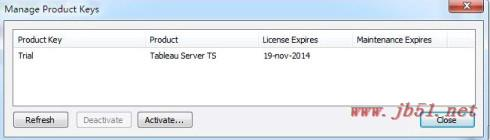 Manage Product Keys
Product Key Product License Expires Maintenance Expires
Trial Tableau Server TS 19-nov-2014
www.jb51.net
Refresh Deactivate Activate... Close